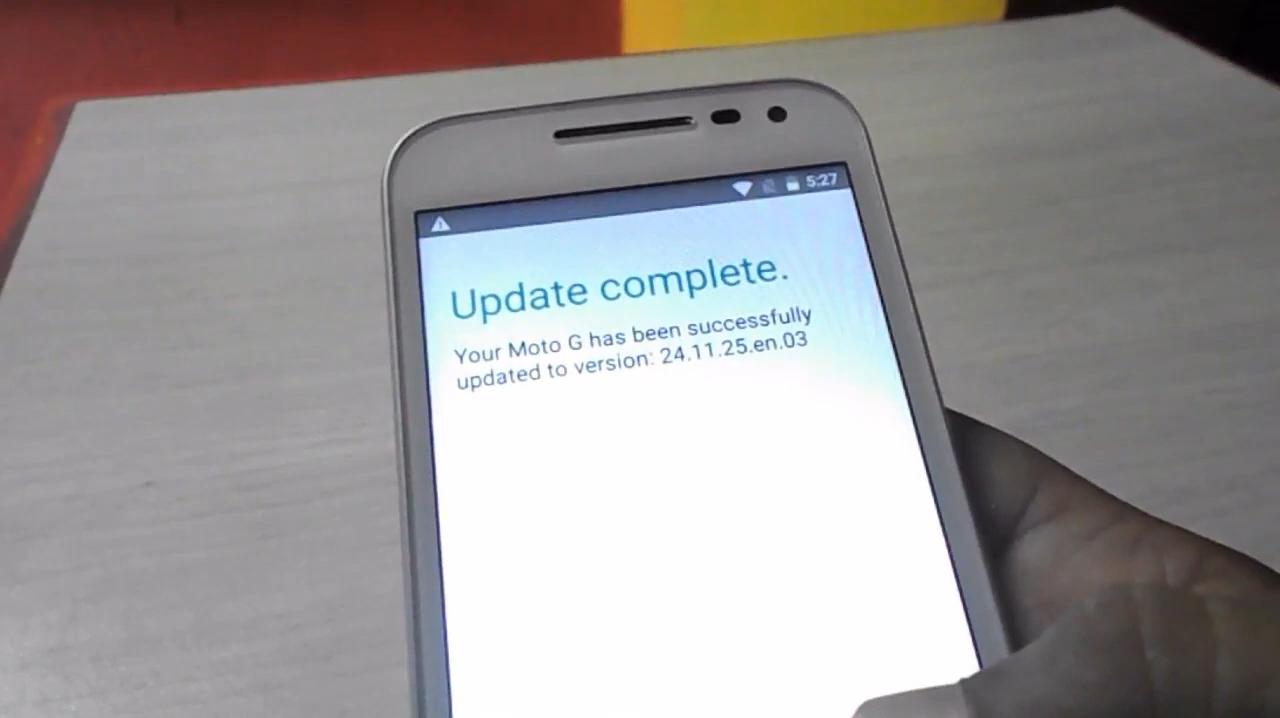 5:27
Update complete.
Your Moto G has been successfully
updated to version: 24.11.25.en.03